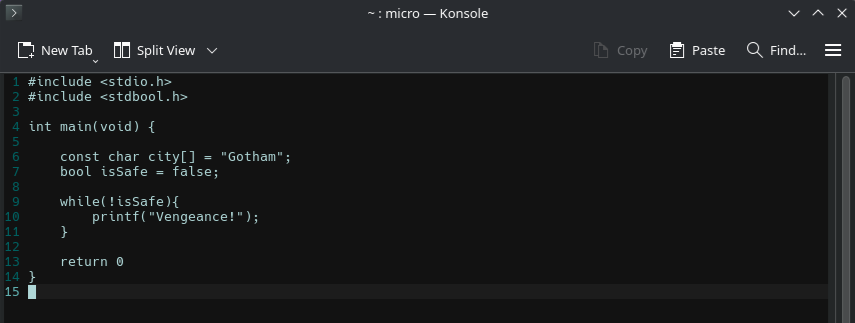 ~ : micro — Konsole
New Tab Split View Copy Paste Find...
1 #include <stdio.h>
2 #include <stdbool.h>
3
4 int main(void) {
5
6     const char city[] = "Gotham";
7     bool isSafe = false;
8
9     while(!isSafe){
10         printf("Vengeance!");
11     }
12
13     return 0
14 }
15